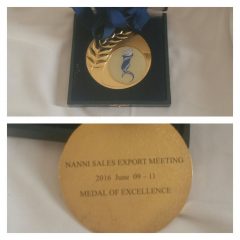 NANNI SALES EXPORT MEETING
2016 June 09 - 11
MEDAL OF EXCELLENCE